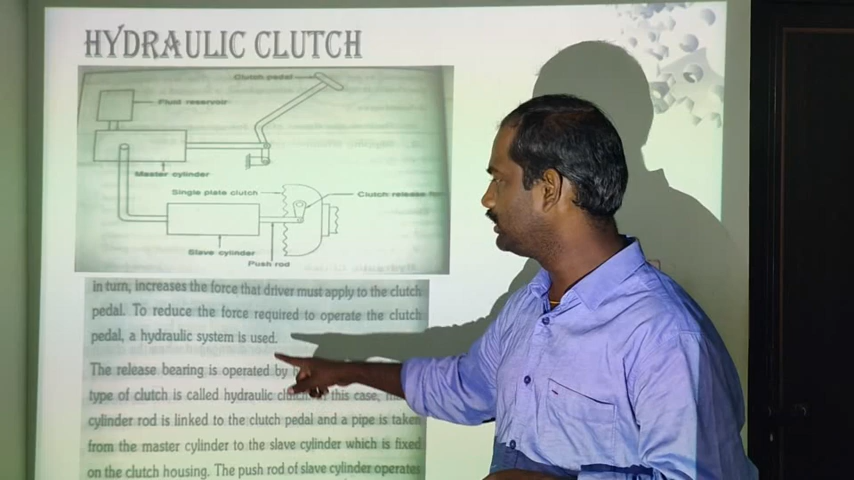 HYDRAULIC CLUTCH
Clutch pedal
Fluid reservoir
Master cylinder
Single plate clutch
Clutch release
Slave cylinder
Push rod
in turn, increases the force that driver must apply to the clutch
pedal. To reduce the force required to operate the clutch
pedal, a hydraulic system is used.
The release bearing is operated by
type of clutch is called hydraulic this case,
cylinder rod is linked to the clutch pedal and a pipe is taken
from the master cylinder to the slave cylinder which is fixed
on the clutch housing. The push rod of slave cylinder operates